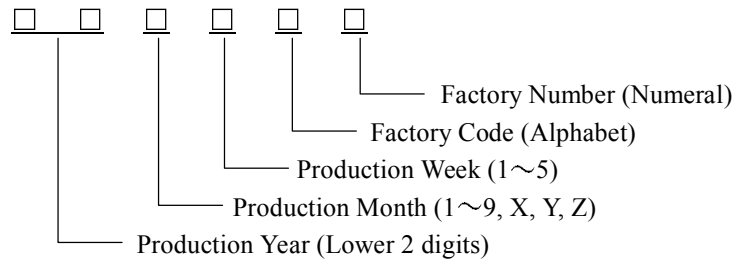 □ □ □ □ □ □
Factory Number (Numeral)
Factory Code (Alphabet)
Production Week (1～5)
Production Month (1～9, X, Y, Z)
Production Year (Lower 2 digits)